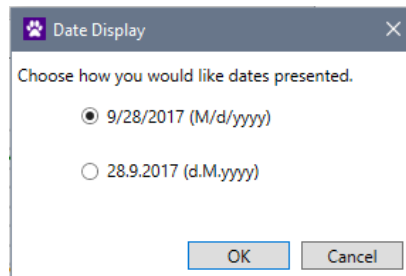 Date Display
Choose how you would like dates presented.
9/28/2017 (M/d/yyyy)
28.9.2017 (d.M.yyyy)
OK Cancel